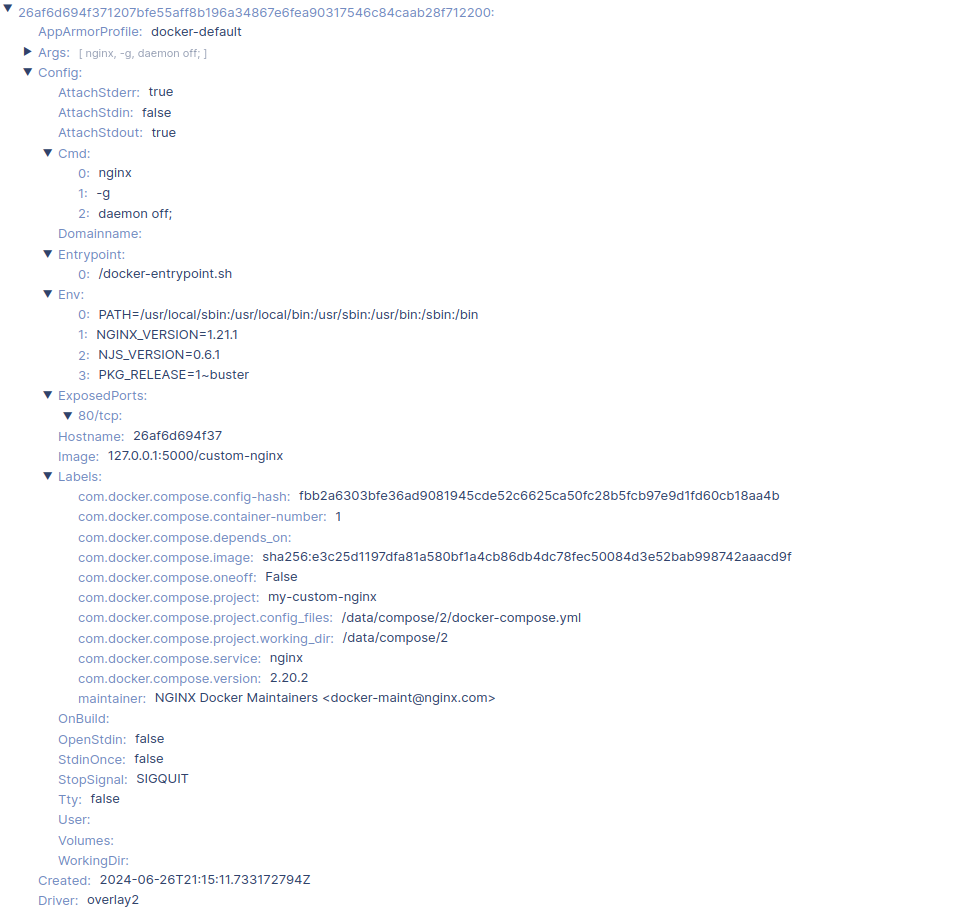 26af6d694f371207bfe55aff8b196a34867e6fea90317546c84caab28f712200:
AppArmorProfile: docker-default
Args: [ nginx, -g, daemon off; ]
Config:
AttachStderr: true
AttachStdin: false
AttachStdout: true
Cmd:
0: nginx
1: -g
2: daemon off;
Domainname:
Entrypoint:
0: /docker-entrypoint.sh
Env:
0: PATH=/usr/local/sbin:/usr/local/bin:/usr/sbin:/usr/bin:/sbin:/bin
1: NGINX_VERSION=1.21.1
2: NJS_VERSION=0.6.1
3: PKG_RELEASE=1~buster
ExposedPorts:
80/tcp:
Hostname: 26af6d694f37
Image: 127.0.0.1:5000/custom-nginx
Labels:
com.docker.compose.config-hash: fbb2a6303bfe36ad9081945cde52c6625ca50fc28b5fcb97e9d1fd60cb18aa4b
com.docker.compose.container-number: 1
com.docker.compose.depends_on:
com.docker.compose.image: sha256:e3c25d1197dfa81a580bf1a4cb86db4dc78fec50084d3e52bab998742aaacd9f
com.docker.compose.oneoff: False
com.docker.compose.project: my-custom-nginx
com.docker.compose.project.config_files: /data/compose/2/docker-compose.yml
com.docker.compose.project.working_dir: /data/compose/2
com.docker.compose.service: nginx
com.docker.compose.version: 2.20.2
maintainer: NGINX Docker Maintainers <docker-maint@nginx.com>
OnBuild:
OpenStdin: false
StdinOnce: false
StopSignal: SIGQUIT
Tty: false
User:
Volumes:
WorkingDir:
Created: 2024-06-26T21:15:11.733172794Z
Driver: overlay2